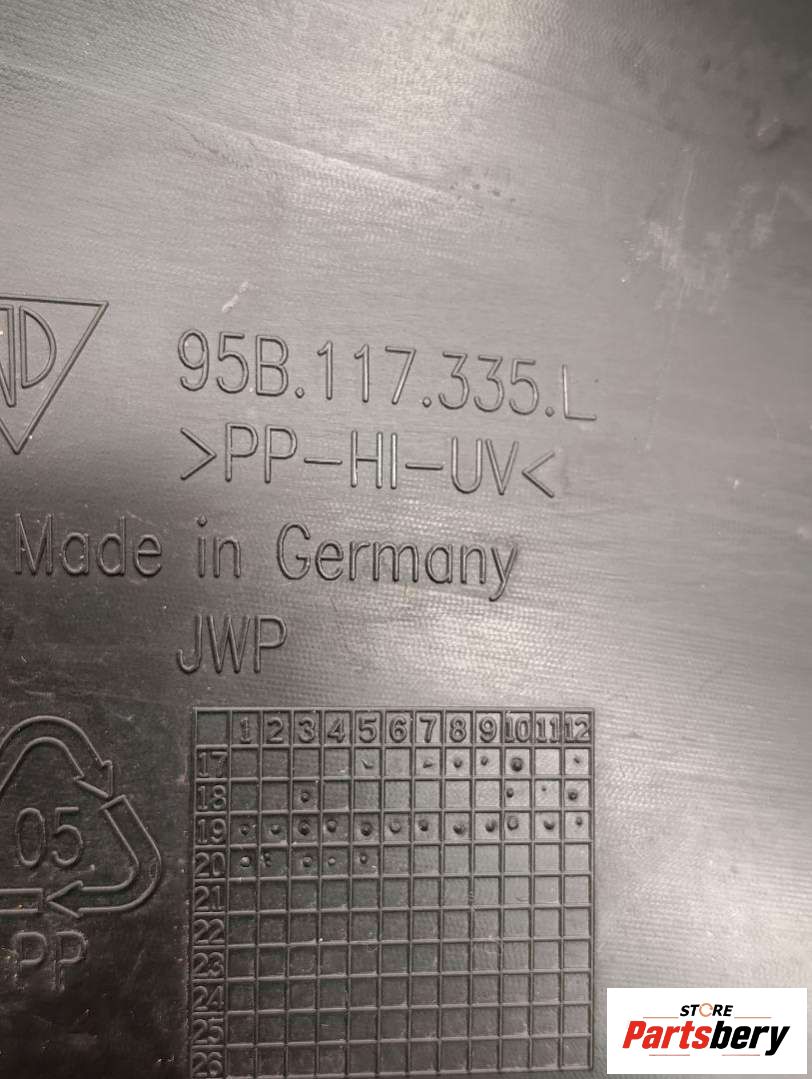 95B.117.335.L
>PP-HI-UV<
Made in Germany
JWP
1 2 3 4 5 6 7 8 9 10 11 12
17
18
19
20
21
22
23
24
25
26
05
PP
STORE
Partsbery